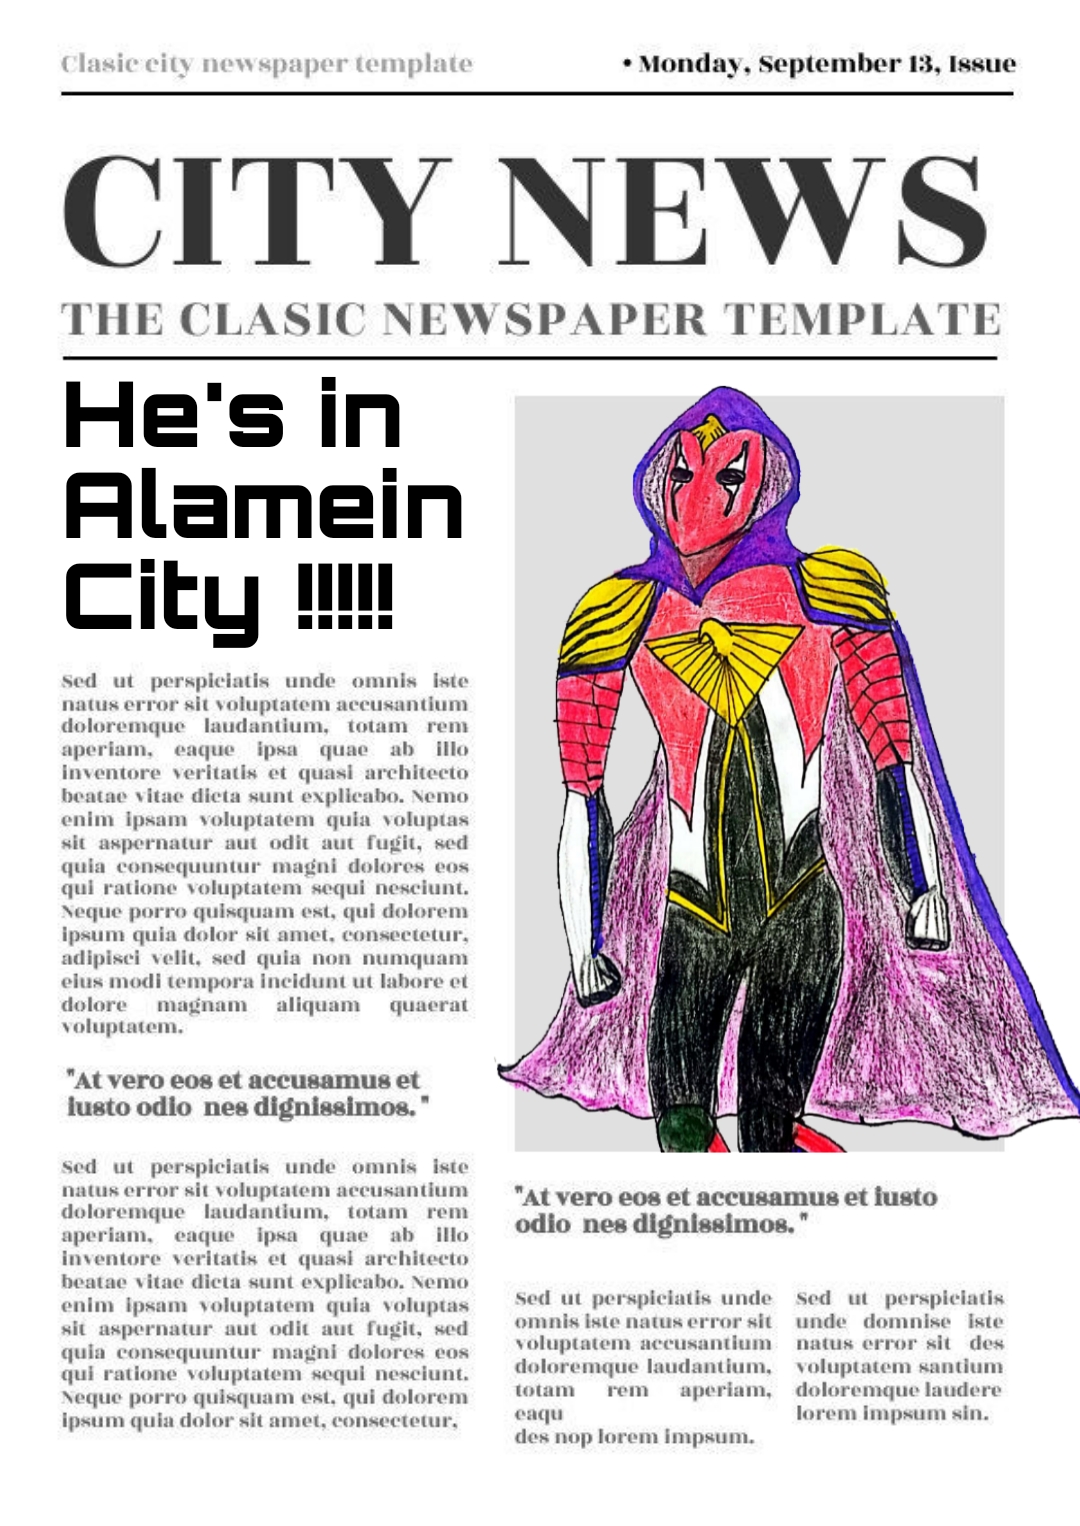 Clasic city newspaper template
• Monday, September 13, Issue
CITY NEWS
THE CLASIC NEWSPAPER TEMPLATE
He's in
Alamein
City !!!!!
Sed ut perspiciatis unde omnis iste
natus error sit voluptatem accusantium
doloremque laudantium, totam rem
aperiam, eaque ipsa quae ab illo
inventore veritatis et quasi architecto
beatae vitae dicta sunt explicabo. Nemo
enim ipsam voluptatem quia voluptas
sit aspernatur aut odit aut fugit, sed
quia consequuntur magni dolores eos
qui ratione voluptatem sequi nesciunt.
Neque porro quisquam est, qui dolorem
ipsum quia dolor sit amet, consectetur,
adipisci velit, sed quia non numquam
eius modi tempora incidunt ut labore et
dolore magnam aliquam quaerat
voluptatem.
"At vero eos et accusamus et
iusto odio nes dignissimos. "
Sed ut perspiciatis unde omnis iste
natus error sit voluptatem accusantium
doloremque laudantium, totam rem
aperiam, eaque ipsa quae ab illo
inventore veritatis et quasi architecto
beatae vitae dicta sunt explicabo. Nemo
enim ipsam voluptatem quia voluptas
sit aspernatur aut odit aut fugit, sed
quia consequuntur magni dolores eos
qui ratione voluptatem sequi nesciunt.
Neque porro quisquam est, qui dolorem
ipsum quia dolor sit amet, consectetur,
"At vero eos et accusamus et iusto
odio nes dignissimos. "
Sed ut perspiciatis unde
omnis iste natus error sit
voluptatem accusantium
doloremque laudantium,
totam rem aperiam,
eaqu
des nop lorem impsum.
Sed ut perspiciatis
unde domnise iste
natus error sit des
voluptatem santium
doloremque laudere
lorem impsum sin.